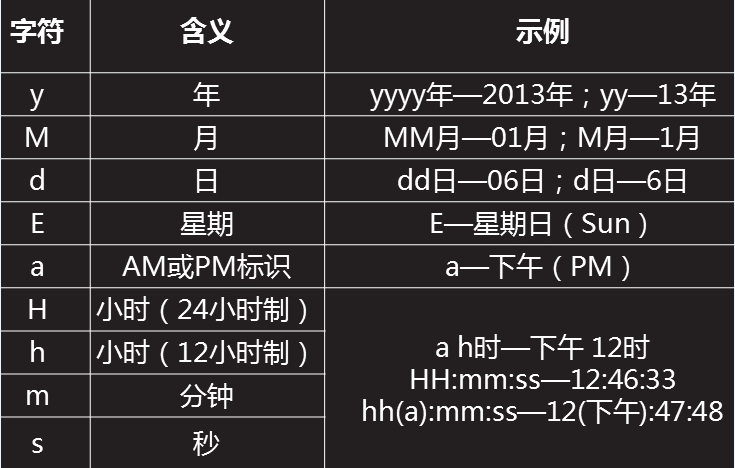 字符 含义 示例
y 年 yyyy年—2013年；yy—13年
M 月 MM月—01月；M月—1月
d 日 dd日—06日；d日—6日
E 星期 E—星期日（Sun）
a AM或PM标识 a—下午（PM）
H 小时（24小时制）
h 小时（12小时制）
m 分钟
s 秒
a h时—下午 12时
HH:mm:ss—12:46:33
hh(a):mm:ss—12(下午):47:48